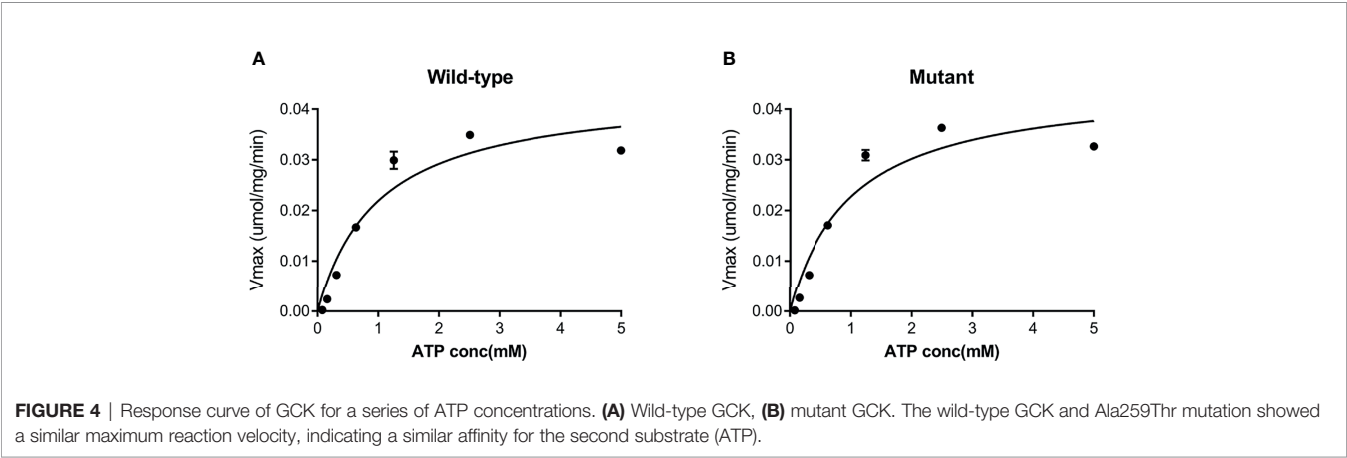 A
Wild-type
Vmax (umol/mg/min)
0.04
0.03
0.02
0.01
0.00
0 1 2 3 4 5
ATP conc(mM)
B
Mutant
Vmax (umol/mg/min)
0.04
0.03
0.02
0.01
0.00
0 1 2 3 4 5
ATP conc(mM)
FIGURE 4 | Response curve of GCK for a series of ATP concentrations. (A) Wild-type GCK, (B) mutant GCK. The wild-type GCK and Ala259Thr mutation showed
a similar maximum reaction velocity, indicating a similar affinity for the second substrate (ATP).